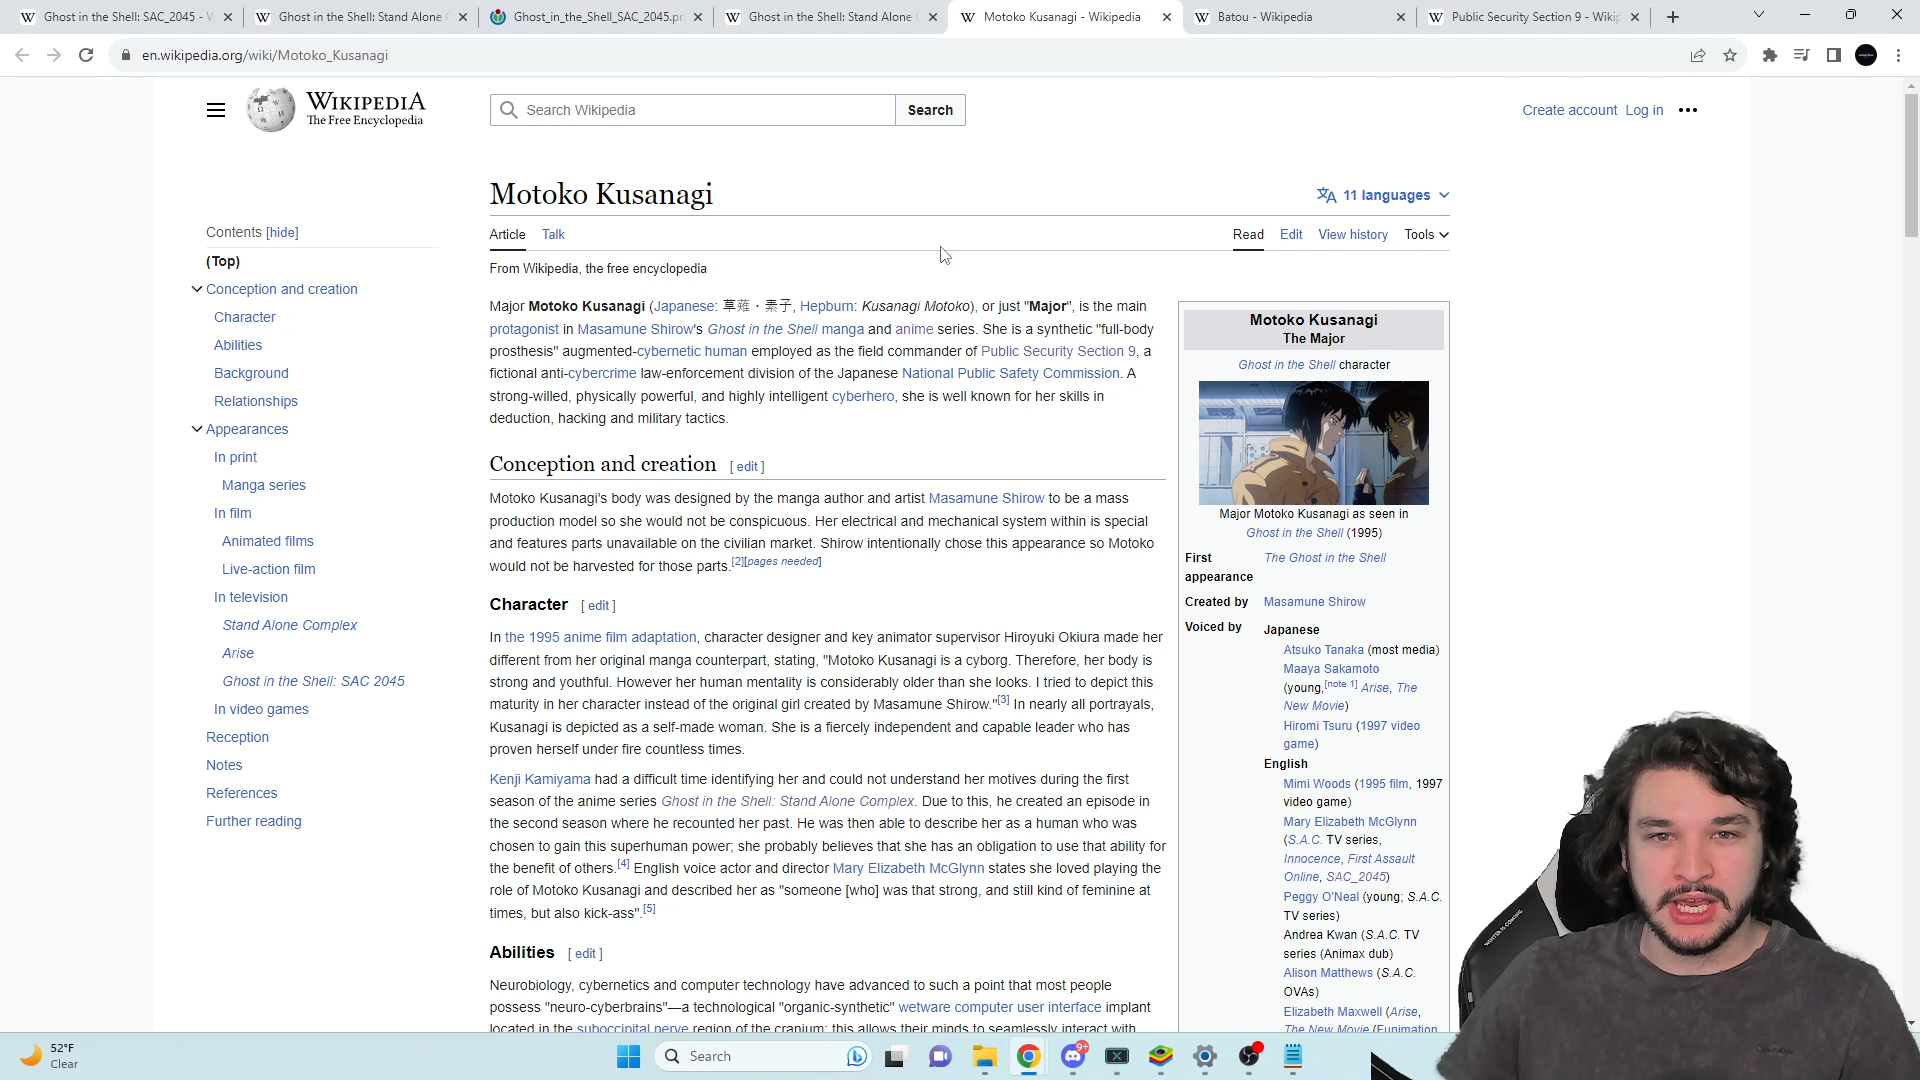 Ghost in the Shell: SAC_2045 - W
Ghost in the Shell: Stand Alone C
Ghost_in_the_Shell_SAC_2045.pn
Ghost in the Shell: Stand Alone C
Motoko Kusanagi - Wikipedia
Batou - Wikipedia
Public Security Section 9 - Wikip
en.wikipedia.org/wiki/Motoko_Kusanagi
WIKIPEDIA
The Free Encyclopedia
Search Wikipedia
Search
Create account Log in
Motoko Kusanagi
11 languages
Article Talk
Read Edit View history Tools
From Wikipedia, the free encyclopedia
Contents [hide]
(Top)
Conception and creation
Character
Abilities
Background
Relationships
Appearances
In print
Manga series
In film
Animated films
Live-action film
In television
Stand Alone Complex
Arise
Ghost in the Shell: SAC 2045
In video games
Reception
Notes
References
Further reading
Major Motoko Kusanagi (Japanese: 草薙・素子, Hepburn: Kusanagi Motoko), or just "Major", is the main
protagonist in Masamune Shirow's Ghost in the Shell manga and anime series. She is a synthetic "full-body
prosthesis" augmented-cybernetic human employed as the field commander of Public Security Section 9, a
fictional anti-cybercrime law-enforcement division of the Japanese National Public Safety Commission. A
strong-willed, physically powerful, and highly intelligent cyberhero, she is well known for her skills in
deduction, hacking and military tactics.
Conception and creation [ edit ]
Motoko Kusanagi's body was designed by the manga author and artist Masamune Shirow to be a mass
production model so she would not be conspicuous. Her electrical and mechanical system within is special
and features parts unavailable on the civilian market. Shirow intentionally chose this appearance so Motoko
would not be harvested for those parts.[2][pages needed]
Character [ edit ]
In the 1995 anime film adaptation, character designer and key animator supervisor Hiroyuki Okiura made her
different from her original manga counterpart, stating, "Motoko Kusanagi is a cyborg. Therefore, her body is
strong and youthful. However her human mentality is considerably older than she looks. I tried to depict this
maturity in her character instead of the original girl created by Masamune Shirow."[3] In nearly all portrayals,
Kusanagi is depicted as a self-made woman. She is a fiercely independent and capable leader who has
proven herself under fire countless times.
Kenji Kamiyama had a difficult time identifying her and could not understand her motives during the first
season of the anime series Ghost in the Shell: Stand Alone Complex. Due to this, he created an episode in
the second season where he recounted her past. He was then able to describe her as a human who was
chosen to gain this superhuman power; she probably believes that she has an obligation to use that ability for
the benefit of others.[4] English voice actor and director Mary Elizabeth McGlynn states she loved playing the
role of Motoko Kusanagi and described her as "someone [who] was that strong, and still kind of feminine at
times, but also kick-ass".[5]
Abilities [ edit ]
Neurobiology, cybernetics and computer technology have advanced to such a point that most people
possess "neuro-cyberbrains"—a technological "organic-synthetic" wetware computer user interface implant
located in the suboccipital nerve region of the cranium; this allows their minds to seamlessly interact with
Motoko Kusanagi
The Major
Ghost in the Shell character
Major Motoko Kusanagi as seen in
Ghost in the Shell (1995)
First
appearance
The Ghost in the Shell
Created by Masamune Shirow
Voiced by Japanese
Atsuko Tanaka (most media)
Maaya Sakamoto
(young,[note 1] Arise, The
New Movie)
Hiromi Tsuru (1997 video
game)
English
Mimi Woods (1995 film, 1997
video game)
Mary Elizabeth McGlynn
(S.A.C. TV series,
Innocence, First Assault
Online, SAC_2045)
Peggy O'Neal (young; S.A.C.
TV series)
Andrea Kwan (S.A.C. TV
series (Animax dub)
Alison Matthews (S.A.C.
OVAs)
Elizabeth Maxwell (Arise,
The New Movie (Funimation
WINTER IS COMING
52°F
Clear
Search
9+